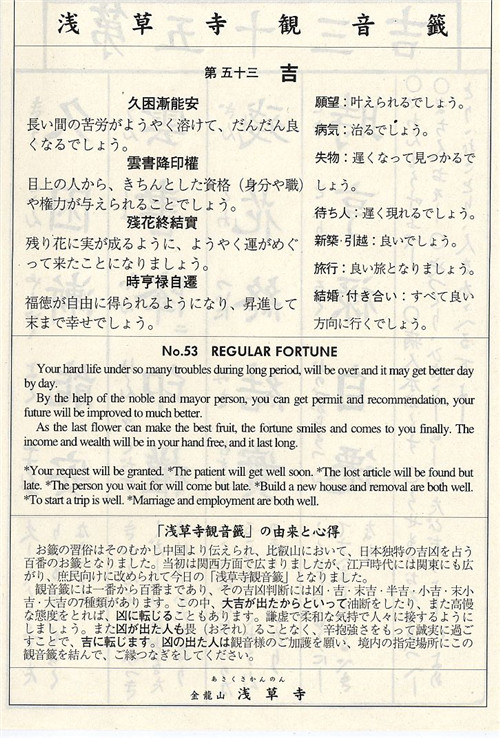 浅草寺観音籤
第五十三 吉
久困漸能安
長い間の苦労がようやく溶けて、だんだん良
くなるでしょう。
雲書降印權
目上の人から、きちんとした資格（身分や職）
や権力が与えられることでしょう。
殘花終結實
残り花に実が成るように、ようやく運がめぐ
って来たことになりましょう。
時亨禄自遷
福徳が自由に得られるようになり、昇進して
末まで幸せでしょう。
願望：叶えられるでしょう。
病気：治るでしょう。
失物：遅くなって見つかるで
しょう。
待ち人：遅く現れるでしょう。
新築・引越：良いでしょう。
旅行：良い旅となりましょう。
結婚・付き合い：すべて良い
方向に行くでしょう。
No.53 REGULAR FORTUNE
Your hard life under so many troubles during long period, will be over and it may get better day
by day.
By the help of the noble and mayor person, you can get permit and recommendation, your
future will be improved to much better.
As the last flower can make the best fruit, the fortune smiles and comes to you finally. The
income and wealth will be in your hand free, and it last long.
*Your request will be granted. *The patient will get well soon. *The lost article will be found but
late. *The person you wait for will come but late. *Build a new house and removal are both well.
*To start a trip is well. *Marriage and employment are both well.
「浅草寺観音籤」の由来と心得
お籤の習俗はそのむかし中国より伝えられ、比叡山において、日本独特の吉凶を占う
百番のお籤となりました。当初は関西方面で広まりましたが、江戸時代には関東にも広
がり、庶民向けに改められて今日の「浅草寺観音籤」となりました。
観音籤には一番から百番まであり、その吉凶判断には凶・吉・末吉・半吉・小吉・末小
吉・大吉の7種類があります。この中、大吉が出たからといって油断をしたり、また高慢
な態度をとれば、凶に転じることもあります。謙虚で柔和な気持で人々に接するように
しましょう。また凶が出た人も畏（おそれ）ることなく、辛抱強さをもって誠実に過ご
すことで、吉に転じます。凶の出た人は観音様のご加護を願い、境内の指定場所にこの
観音籤を結んで、ご縁つなぎをしてください。
あさくさかんのん
金龍山 浅草寺